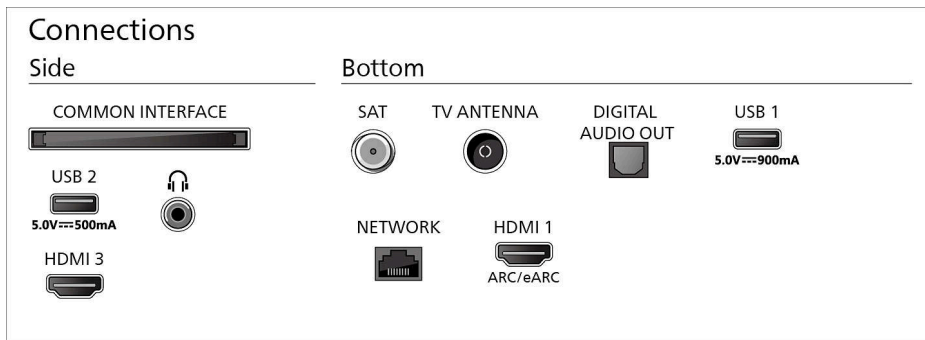 Connections
Side
COMMON INTERFACE
USB 2
5.0V⎓500mA
HDMI 3
Bottom
SAT
TV ANTENNA
DIGITAL
AUDIO OUT
USB 1
5.0V⎓900mA
NETWORK
HDMI 1
ARC/eARC